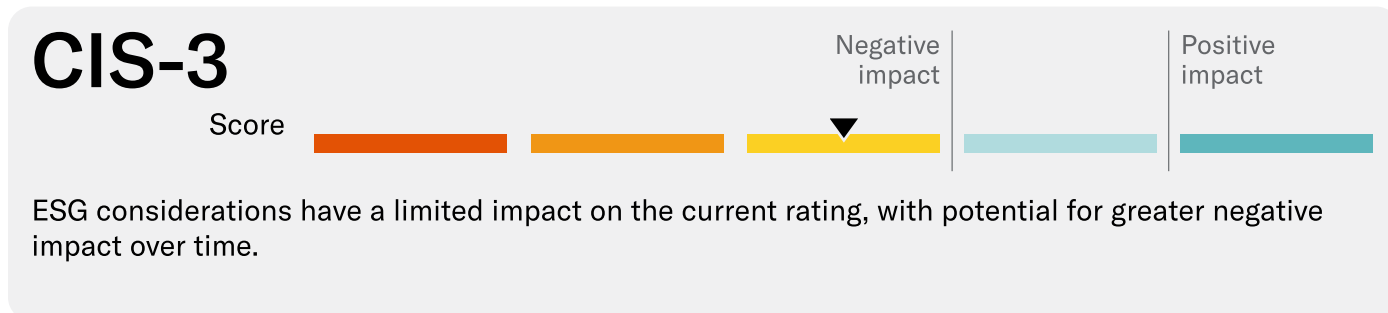 CIS-3
Negative
impact
Positive
impact
Score
ESG considerations have a limited impact on the current rating, with potential for greater negative
impact over time.